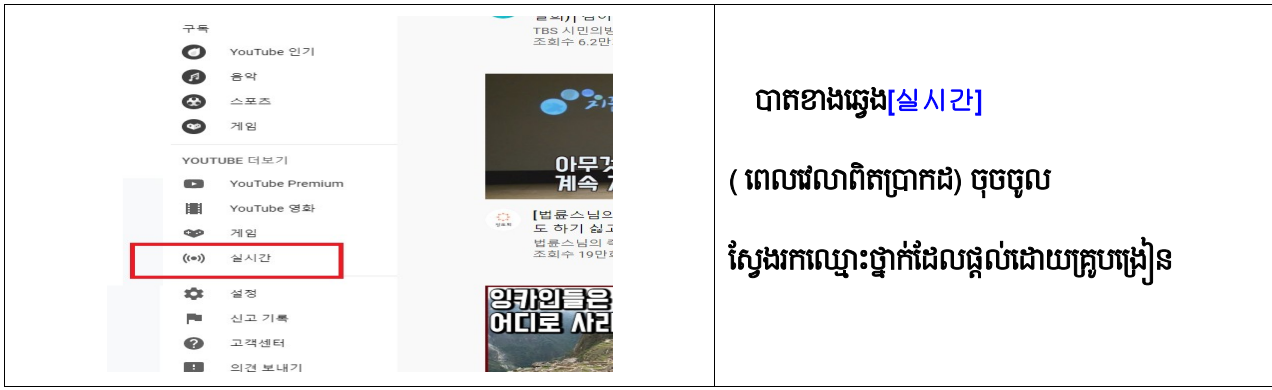 구독
YouTube 인기
음악
스포츠
게임
YOUTUBE 더보기
YouTube Premium
YouTube 영화
게임
실시간
설정
신고 기록
고객센터
의견 보내기
TBS 시민의방
조회수 6.2만
아무것
계속
[법륜스님의
도 하기 싫고
법륜스님의
조회수 19만회
잉카인들은
어디로 사라
បាតខាងឆ្វេង[실시간]
( ពេលវេលាពិតប្រាកដ) ចុចចូល
ស្វែងរកឈ្មោះថ្នាក់ដែលផ្តល់ដោយគ្រូបង្រៀន